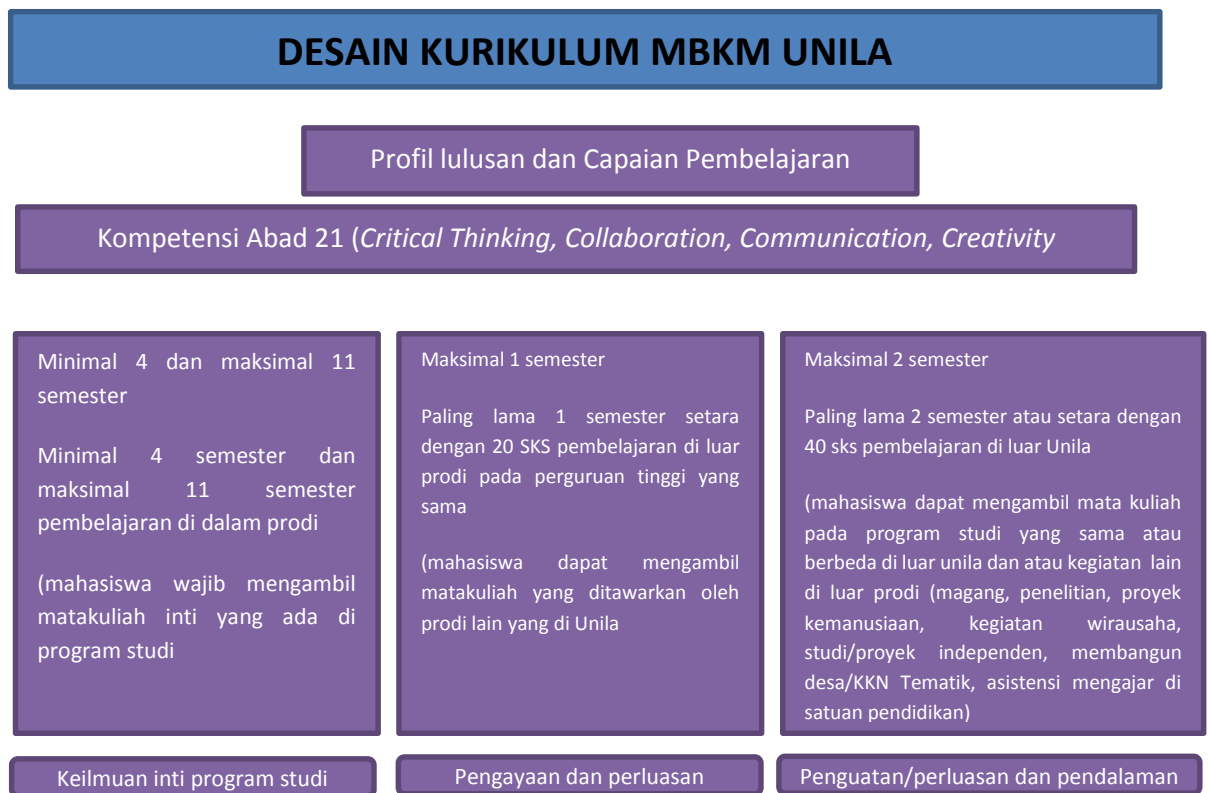 DESAIN KURIKULUM MBKM UNILA
Profil lulusan dan Capaian Pembelajaran
Kompetensi Abad 21 (Critical Thinking, Collaboration, Communication, Creativity
Minimal 4 dan maksimal 11
semester
Minimal 4 semester dan
maksimal 11 semester
pembelajaran di dalam prodi
(mahasiswa wajib mengambil
matakuliah inti yang ada di
program studi
Keilmuan inti program studi
Maksimal 1 semester
Paling lama 1 semester setara
dengan 20 SKS pembelajaran di luar
prodi pada perguruan tinggi yang
sama
(mahasiswa dapat mengambil
matakuliah yang ditawarkan oleh
prodi lain yang di Unila
Pengayaan dan perluasan
Maksimal 2 semester
Paling lama 2 semester atau setara dengan
40 sks pembelajaran di luar Unila
(mahasiswa dapat mengambil mata kuliah
pada program studi yang sama atau
berbeda di luar unila dan atau kegiatan lain
di luar prodi (magang, penelitian, proyek
kemanusiaan, kegiatan wirausaha,
studi/proyek independen, membangun
desa/KKN Tematik, asistensi mengajar di
satuan pendidikan)
Penguatan/perluasan dan pendalaman